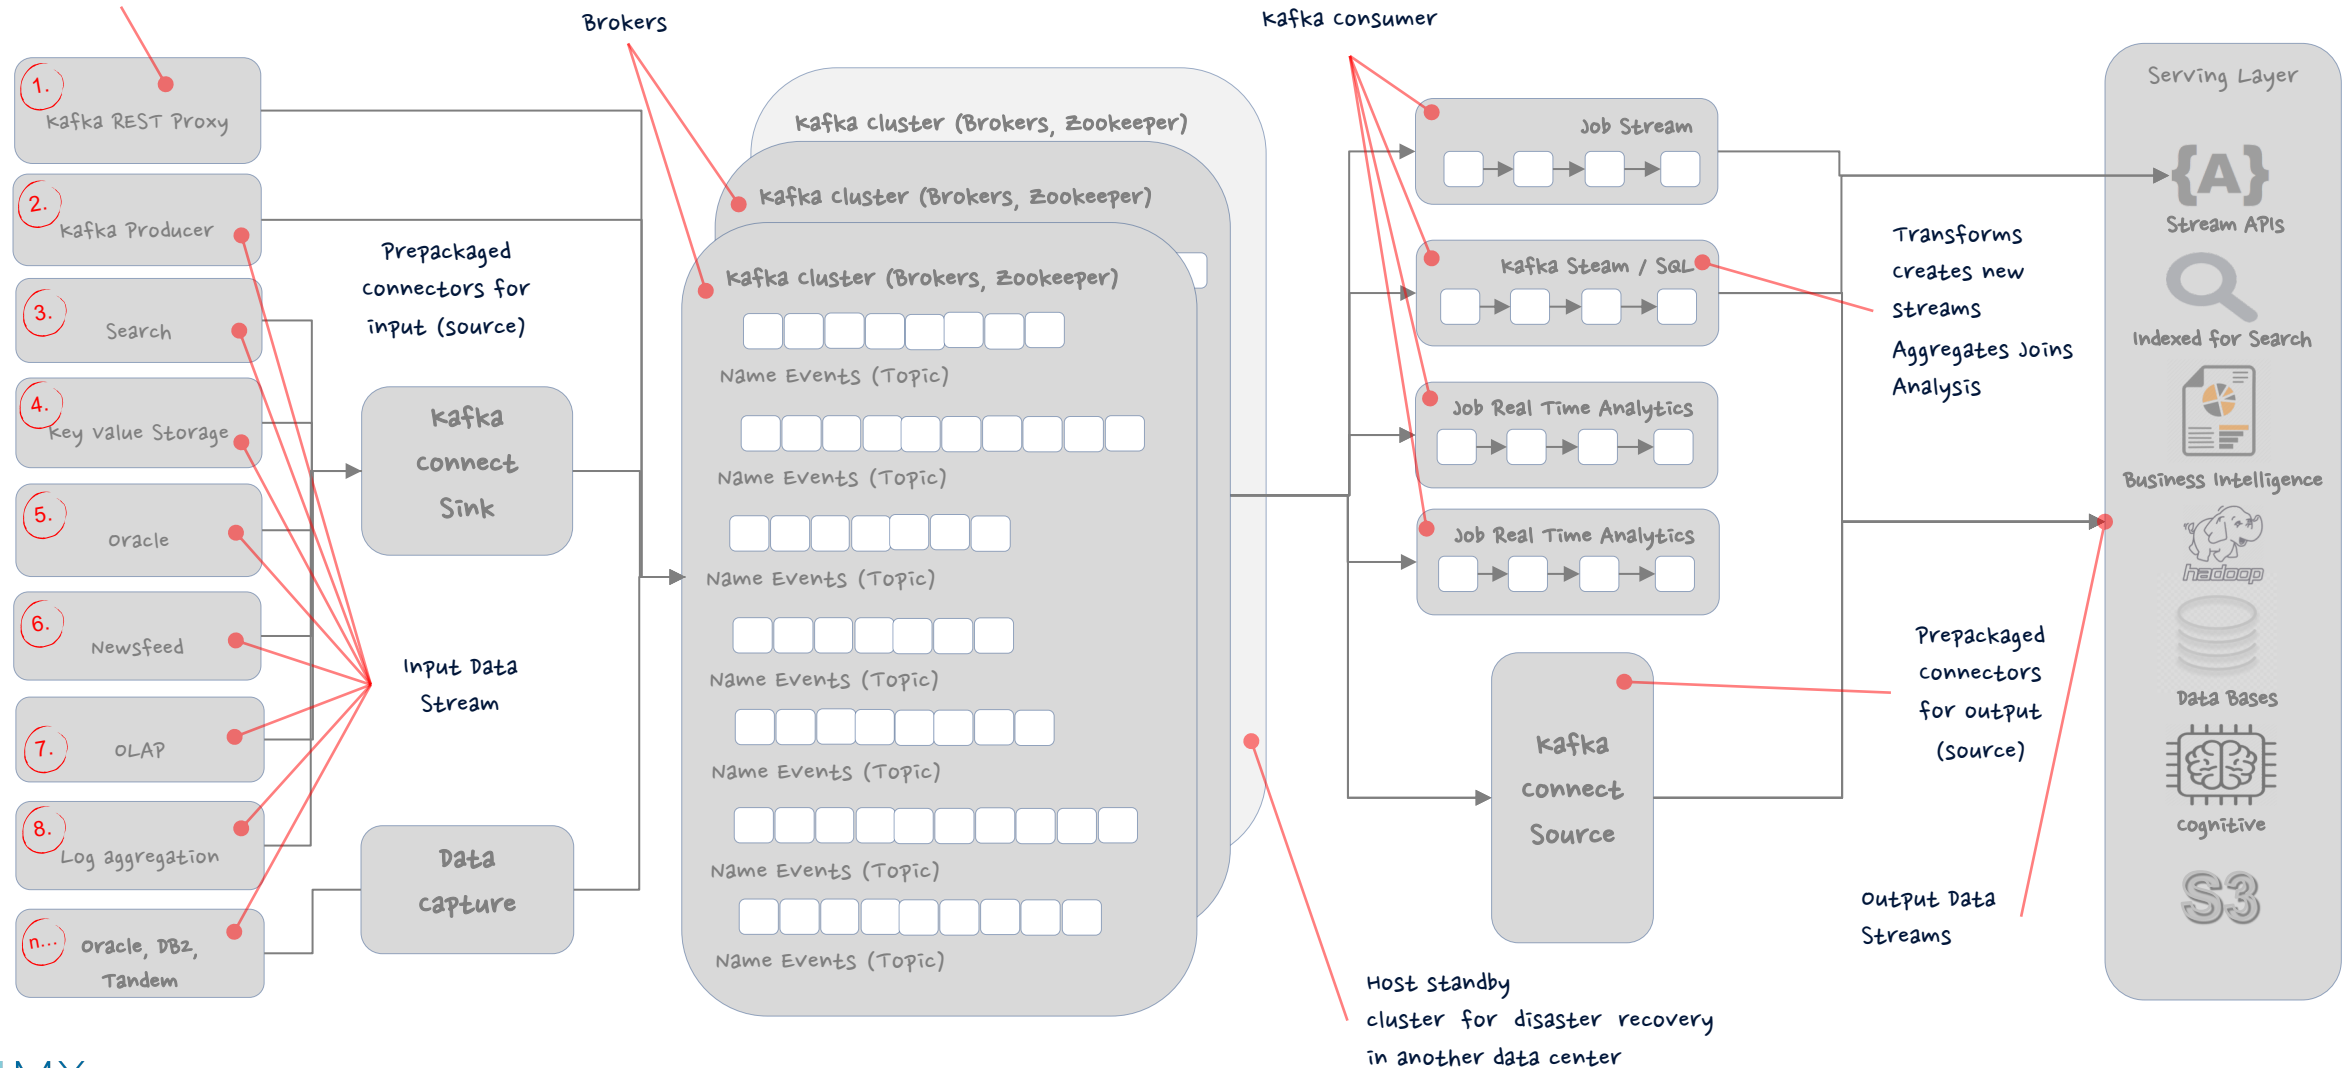 Brokers
Kafka Consumer
1.
Kafka REST Proxy
2.
Kafka Producer
3.
Search
4.
Key Value Storage
5.
Oracle
6.
Newsfeed
7.
OLAP
8.
Log aggregation
n...
Oracle, DB2,
Tandem
Prepackaged
connectors for
input (source)
Kafka
Connect
Sink
Input Data
Stream
Data
Capture
Kafka Cluster (Brokers, Zookeeper)
Kafka Cluster (Brokers, Zookeeper)
Kafka Cluster (Brokers, Zookeeper)
Name Events (Topic)
Name Events (Topic)
Name Events (Topic)
Name Events (Topic)
Name Events (Topic)
Name Events (Topic)
Name Events (Topic)
Job Stream
Kafka Steam / SQL
Job Real Time Analytics
Job Real Time Analytics
Kafka
Connect
Source
Transforms
creates new
streams
Aggregates Joins
Analysis
Prepackaged
connectors
for output
(source)
Output Data
Streams
Host standby
cluster for disaster recovery
in another data center
Serving Layer
{A}
Stream APIs
Indexed for Search
Business Intelligence
hadoop
Data Bases
Cognitive
S3